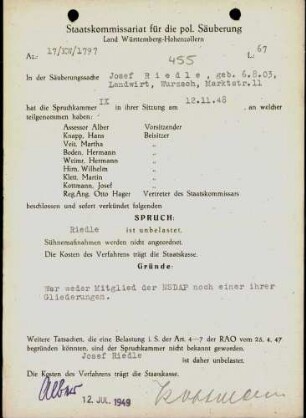 Staatskommissariat für die pol. Säuberung
Land Württemberg-Hohenzollern
Az.: 17/XW/1797
L. 67
455
In der Säuberungssache Josef Riedle, geb. 6.8.03,
Landwirt, Wurzach, Marktstr.11
hat die Spruchkammer IX in ihrer Sitzung am 12.11.48, an welcher
teilgenommen haben:
Assessor Alber Vorsitzender
Knapp, Hans Beisitzer
Veit, Martha "
Boden, Hermann "
Weimt, Hermann "
Hirn, Wilhelm "
Klett, Martin "
Kottmann, Josef "
Reg.Ang. Otto Hager Vertreter des Staatskommissars
beschlossen und sofort verkündet folgenden
SPRUCH:
Riedle ist unbelastet.
Sühnemaßnahmen werden nicht angeordnet.
Die Kosten des Verfahrens trägt die Staatskasse.
Gründe:
War weder Mitglied der NSDAP noch einer ihrer
Gliederungen.
Weitere Tatsachen, die eine Belastung i. S. der Art. 4—7 der RAO vom 25. 4. 47
begründen könnten, sind der Spruchkammer nicht bekannt geworden.
Josef Riedle ist daher unbelastet.
Die Kosten des Verfahrens trägt die Staatskasse.
Alber
12. JUL. 1949
Kottmann